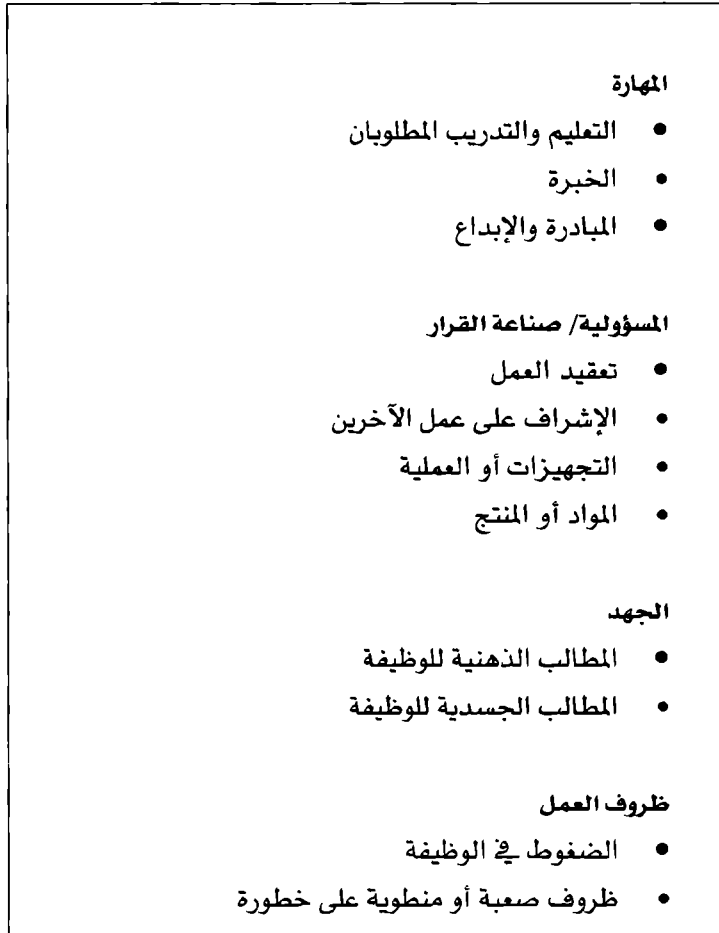 المهارة
• التعليم والتدريب المطلوبان
• الخبرة
• المبادرة والإبداع
المسؤولية/ صناعة القرار
• تعقيد العمل
• الإشراف على عمل الآخرين
• التجهيزات أو العملية
• المواد أو المنتج
الجهد
• المطالب الذهنية للوظيفة
• المطالب الجسدية للوظيفة
ظروف العمل
• الضغوط في الوظيفة
• ظروف صعبة أو منطوية على خطورة